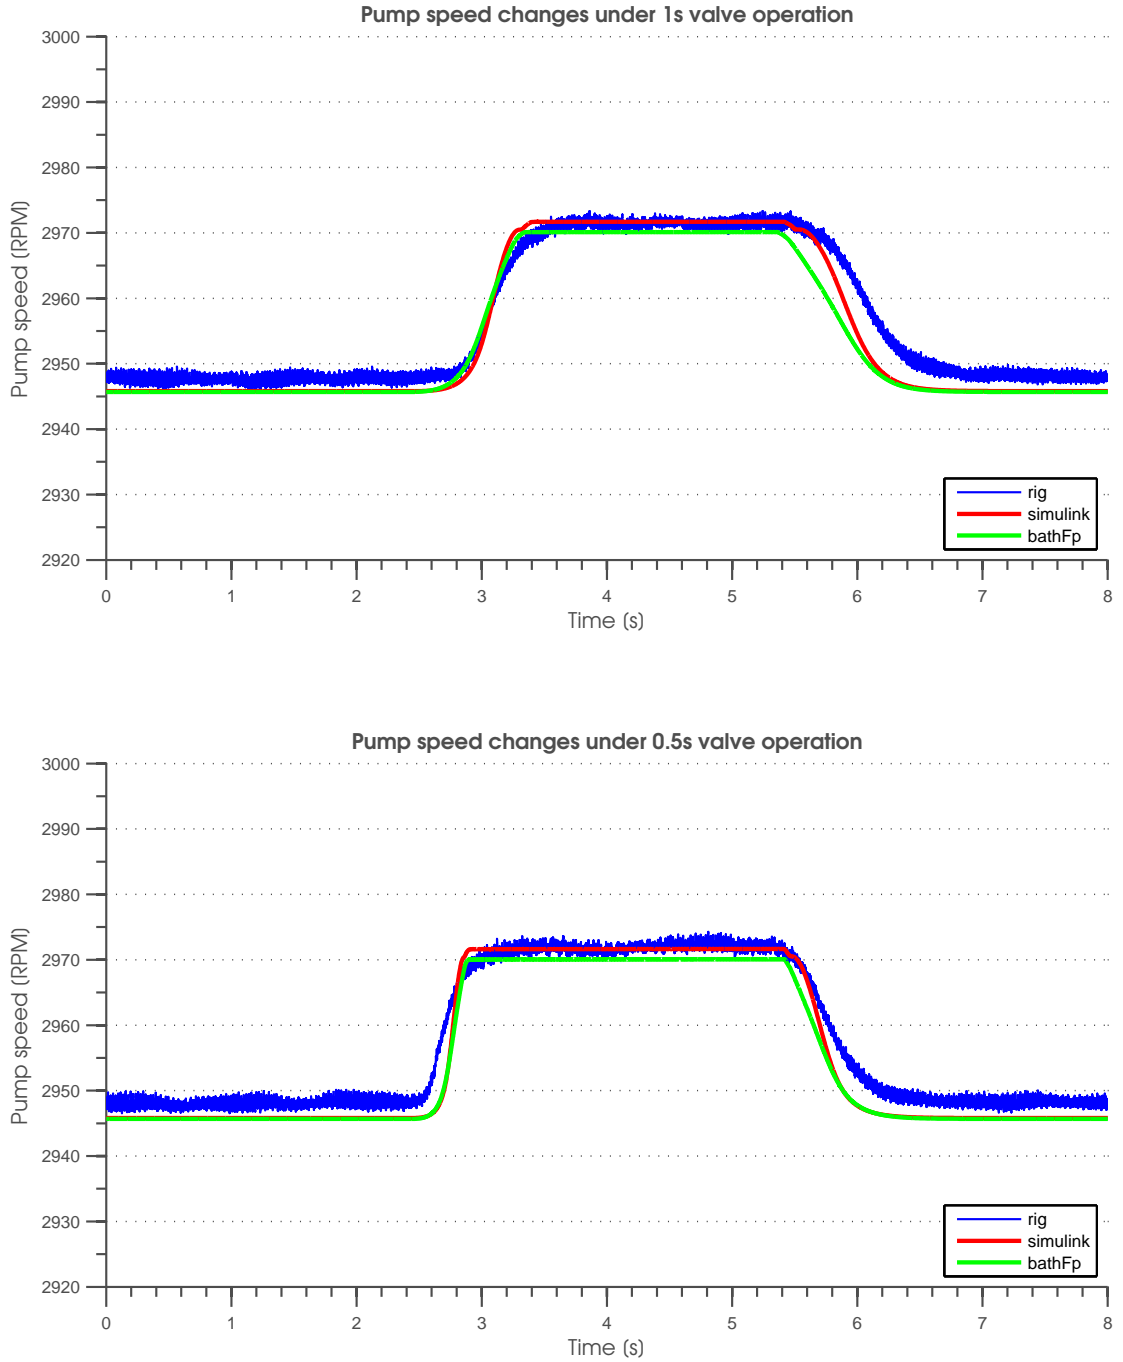 Pump speed changes under 1s valve operation
3000
2990
2980
2970
2960
2950
2940
2930
2920
Pump speed (RPM)
rig
simulink
bathFp
0 1 2 3 4 5 6 7 8
Time (s)
Pump speed changes under 0.5s valve operation
3000
2990
2980
2970
2960
2950
2940
2930
2920
Pump speed (RPM)
rig
simulink
bathFp
0 1 2 3 4 5 6 7 8
Time (s)